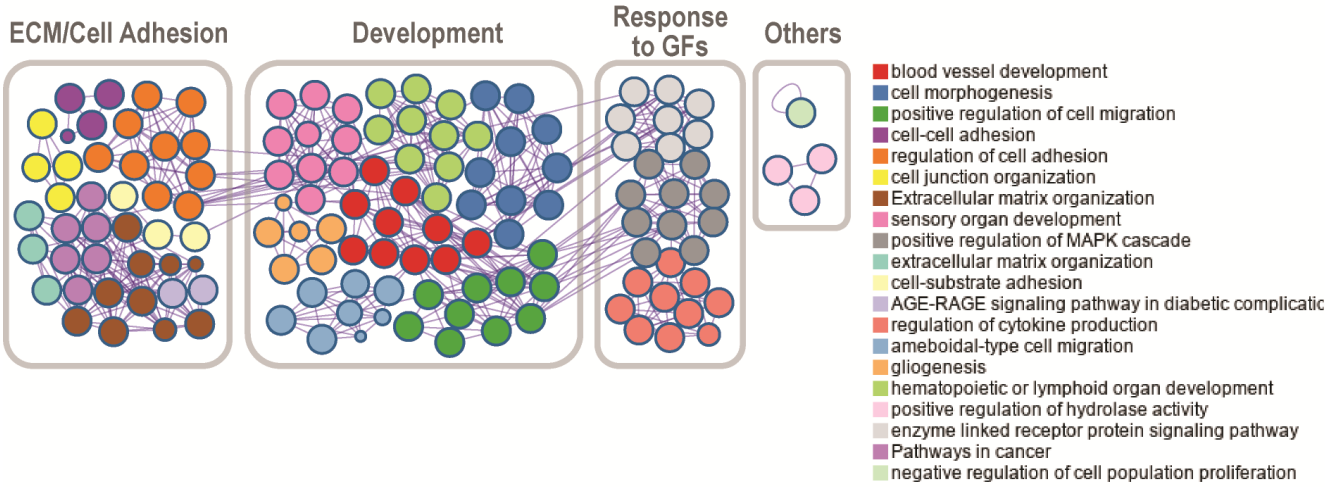 ECM/Cell Adhesion
Development
Response
to GFs
Others
blood vessel development
cell morphogenesis
positive regulation of cell migration
cell-cell adhesion
regulation of cell adhesion
cell junction organization
Extracellular matrix organization
sensory organ development
positive regulation of MAPK cascade
extracellular matrix organization
cell-substrate adhesion
AGE-RAGE signaling pathway in diabetic complicatic
regulation of cytokine production
ameboidal-type cell migration
gliogenesis
hematopoietic or lymphoid organ development
positive regulation of hydrolase activity
enzyme linked receptor protein signaling pathway
Pathways in cancer
negative regulation of cell population proliferation